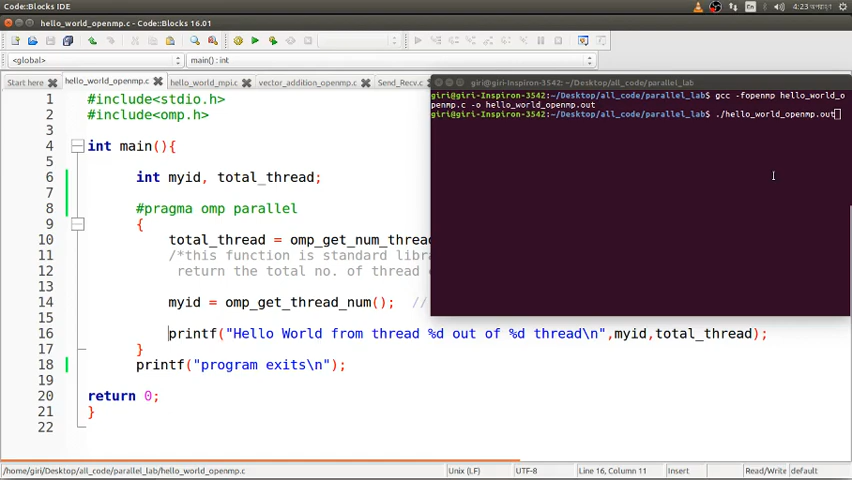 Code::Blocks IDE
En
4:23
hello_world_openmp.c - Code::Blocks 16.01
<global>
main() : int
Start here
hello_world_openmp.c
hello_world_mpi.c
vector_addition_openmp.c
Send_Recv.c
giri@giri-Inspiron-3542: ~/Desktop/all_code/parallel_lab
giri@giri-Inspiron-3542:~/Desktop/all_code/parallel_lab$ gcc -fopenmp hello_world_o
penmp.c -o hello_world_openmp.out
giri@giri-Inspiron-3542:~/Desktop/all_code/parallel_lab$ ./hello_world_openmp.out
1 #include<stdio.h>
2 #include<omp.h>
3
4 int main(){
5
6 int myid, total_thread;
7
8 #pragma omp parallel
9 {
10 total_thread = omp_get_num_thread
11 /*this function is standard libr
12 return the total no. of thread
13
14 myid = omp_get_thread_num(); //
15
16 printf("Hello World from thread %d out of %d thread\n",myid,total_thread);
17 }
18 printf("program exits\n");
19
20 return 0;
21 }
22
/home/giri/Desktop/all_code/parallel_lab/hello_world_openmp.c
Unix (LF)
UTF-8
Line 16, Column 11
Insert
Read/Write
default